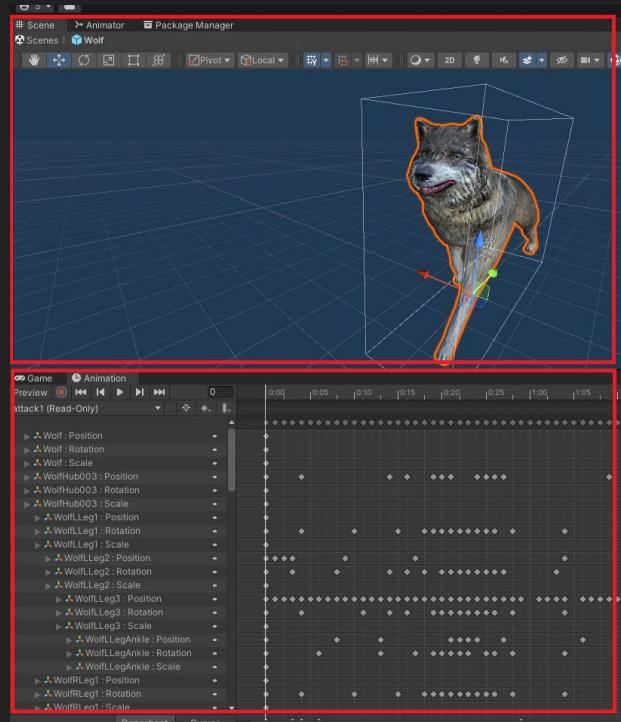 S
Scene Animator Package Manager
Scenes Wolf
Pivot Local 2D
Game Animation
Preview 0 0:00 0:05 0:10 0:15 0:20 0:25 1:00 1:05
attack1 (Read-Only)
Wolf : Position
Wolf : Rotation
Wolf : Scale
WolfHub003 : Position
WolfHub003 : Rotation
WolfHub003 : Scale
WolfLLeg1 : Position
WolfLLeg1 : Rotation
WolfLLeg1 : Scale
WolfLLeg2 : Position
WolfLLeg2 : Rotation
WolfLLeg2 : Scale
WolfLLeg3 : Position
WolfLLeg3 : Rotation
WolfLLeg3 : Scale
WolfLLegAnkle : Position
WolfLLegAnkle : Rotation
WolfLLegAnkle : Scale
WolfRLeg1 : Position
WolfRLeg1 : Rotation
WolfRLeg1 : Scale
Dopesheet Curves